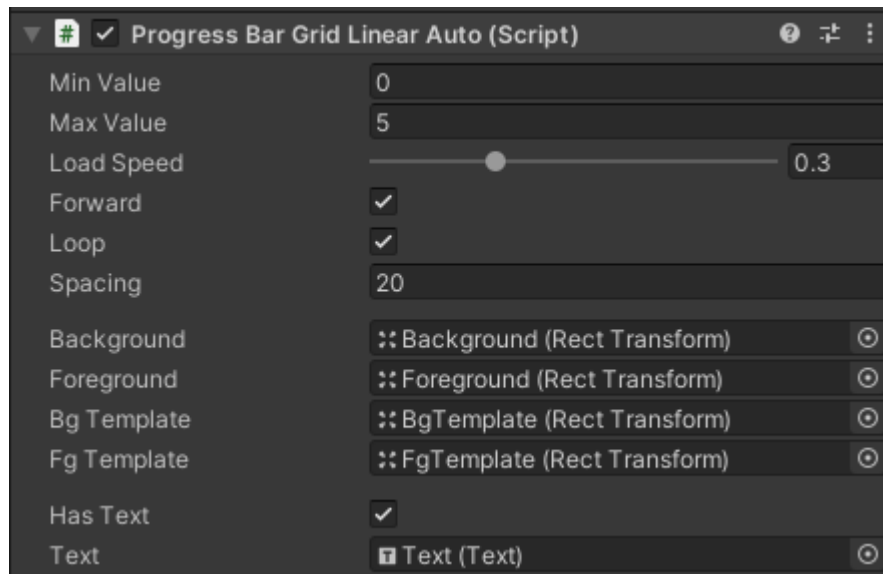 Progress Bar Grid Linear Auto (Script)
Min Value 0
Max Value 5
Load Speed 0.3
Forward
Loop
Spacing 20
Background Background (Rect Transform)
Foreground Foreground (Rect Transform)
Bg Template BgTemplate (Rect Transform)
Fg Template FgTemplate (Rect Transform)
Has Text
Text Text (Text)